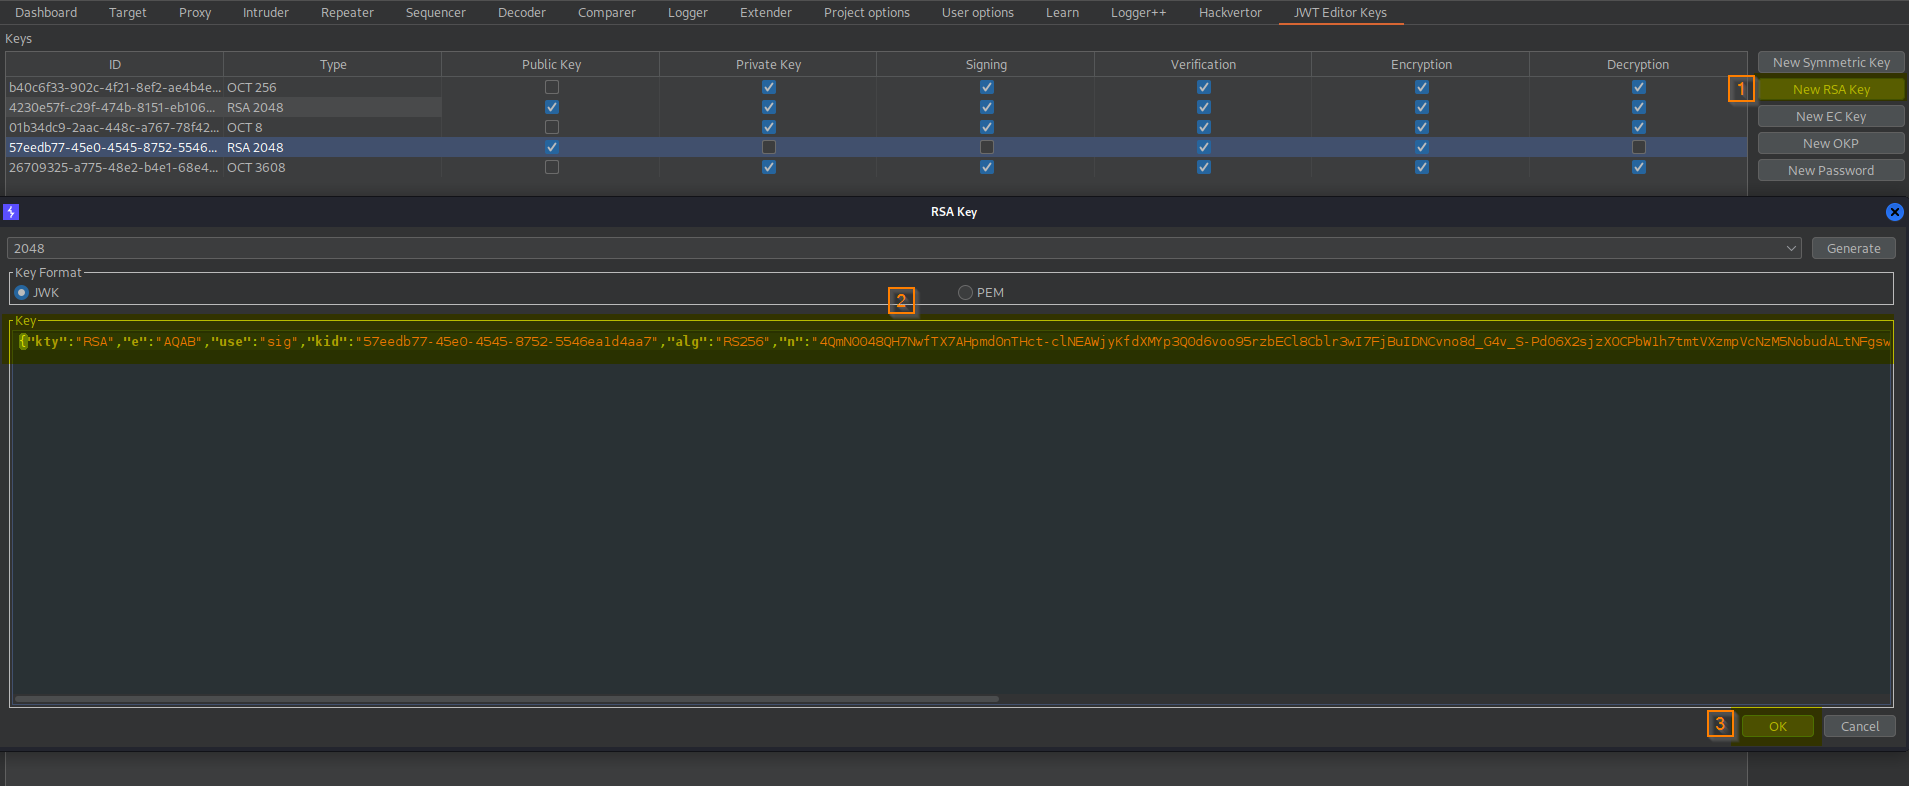 Dashboard Target Proxy Intruder Repeater Sequencer Decoder Comparer Logger Extender Project options User options Learn Logger++ Hackvertor JWT Editor Keys
Keys
ID Type Public Key Private Key Signing Verification Encryption Decryption
New Symmetric Key
b40c6f33-902c-4f21-8ef2-ae4b4e... OCT 256
1 New RSA Key
4230e57f-c29f-474b-8151-eb106... RSA 2048
New EC Key
01b34dc9-2aac-448c-a767-78f42... OCT 8
New OKP
57eedb77-45e0-4545-8752-5546... RSA 2048
26709325-a775-48e2-b4e1-68e4... OCT 3608
New Password
RSA Key
2048 Generate
Key Format
JWK PEM
2
Key
{"kty":"RSA","e":"AQAB","use":"sig","kid":"57eedb77-45e0-4545-8752-5546ea1d4aa7","alg":"RS256","n":"4QmNOO48QH7NwfTX7AHpmdOnTHct-clNEAWjyKfdXMYp3QOd6voo95rzbECl8Cblr3wI7FjBuIDNCvno8d_G4v_S-PdO6X2sjzXOCPbW1h7tmtVXzmpVcNzM5NobudALtNFgsw
3 OK Cancel